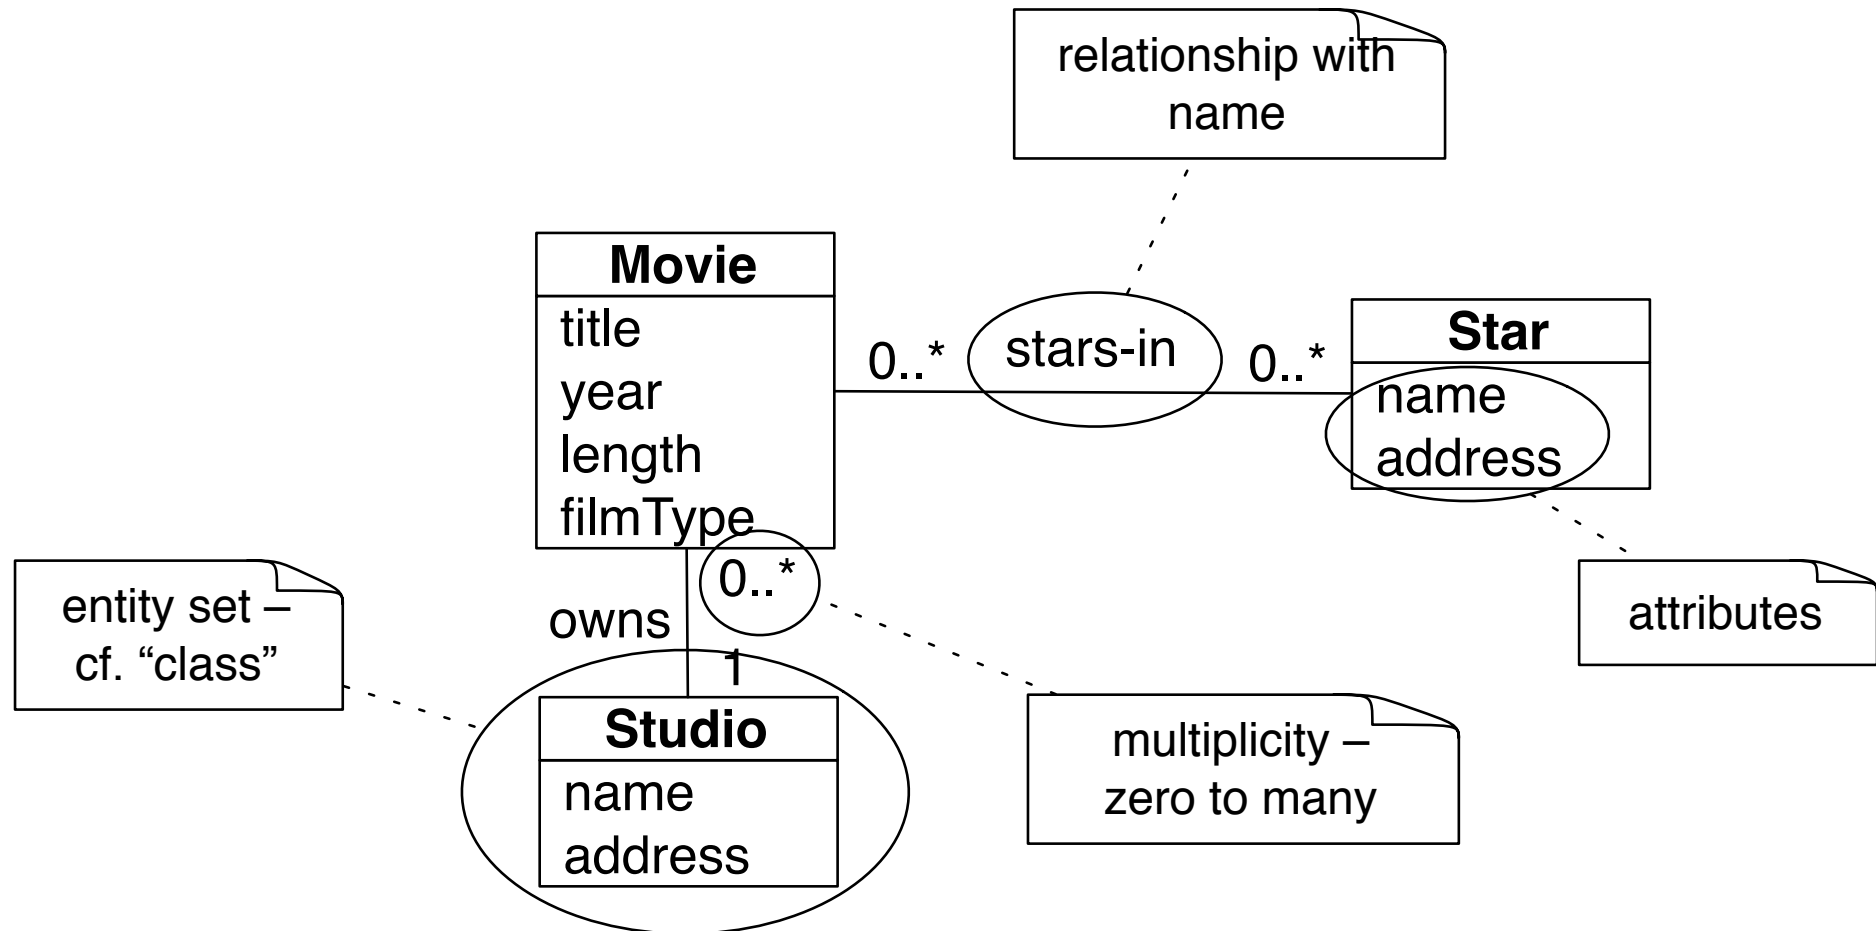 relationship with
name
Movie
title
year
length
filmType
0..*
stars-in
0..*
Star
name
address
attributes
entity set –
cf. “class”
0..*
owns
1
Studio
name
address
multiplicity –
zero to many